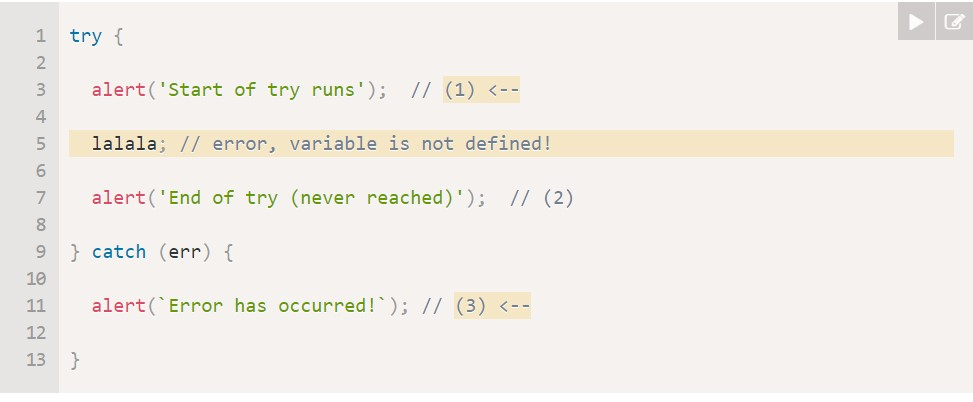 1 try {
2
3   alert('Start of try runs');  // (1) <--
4
5   lalala; // error, variable is not defined!
6
7   alert('End of try (never reached)');  // (2)
8
9 } catch (err) {
10
11   alert(`Error has occurred!`); // (3) <--
12
13 }